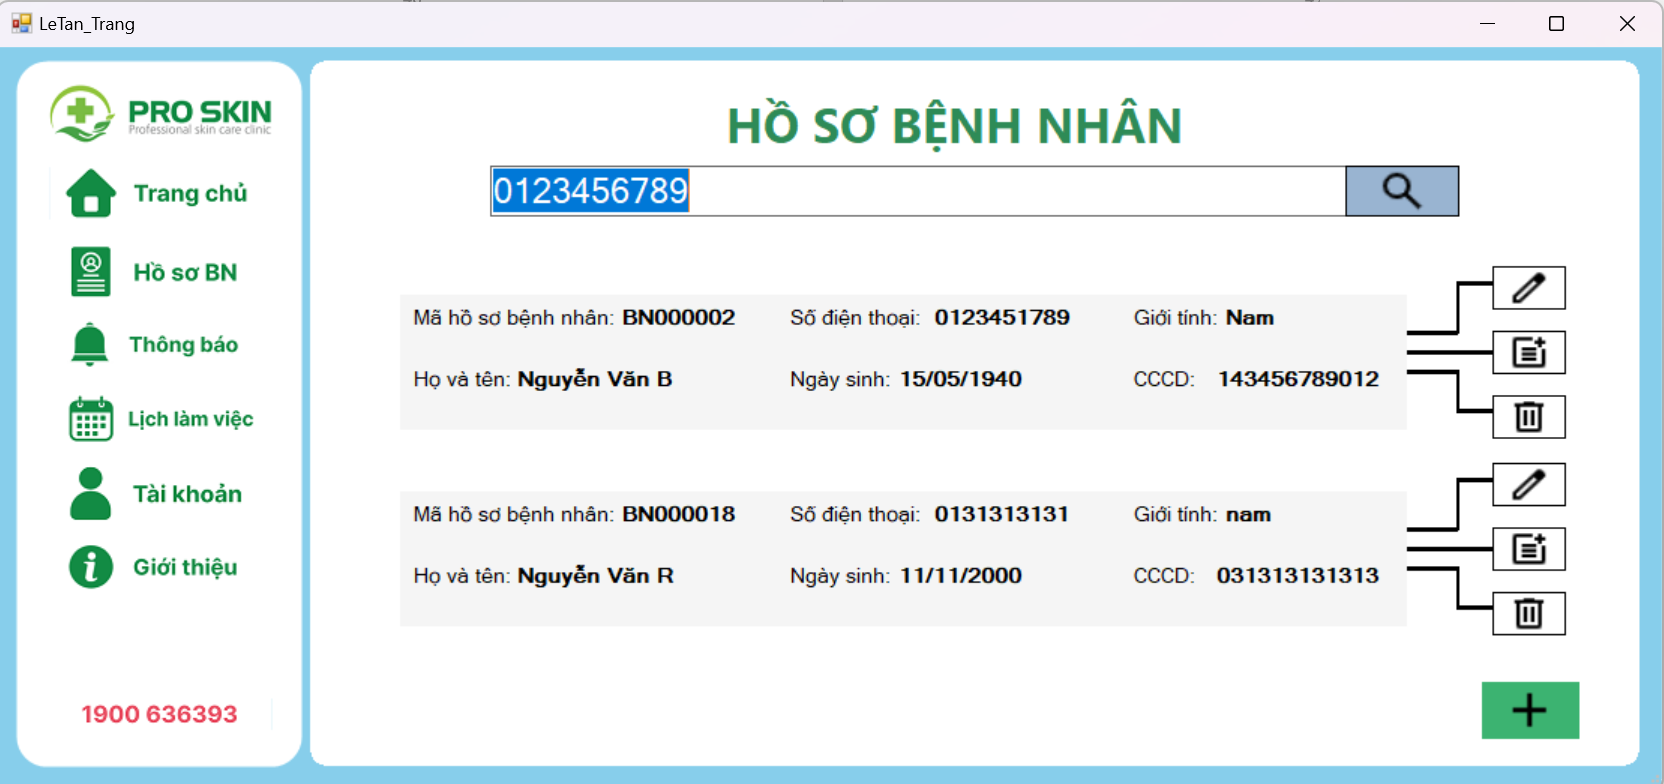 LeTan_Trang
PRO SKIN
Professional skin care clinic
Trang chủ
Hồ sơ BN
Thông báo
Lịch làm việc
Tài khoản
Giới thiệu
1900 636393
HỒ SƠ BỆNH NHÂN
0123456789
Mã hồ sơ bệnh nhân: BN000002 Số điện thoại: 0123451789 Giới tính: Nam
Họ và tên: Nguyễn Văn B Ngày sinh: 15/05/1940 CCCD: 143456789012
Mã hồ sơ bệnh nhân: BN000018 Số điện thoại: 0131313131 Giới tính: nam
Họ và tên: Nguyễn Văn R Ngày sinh: 11/11/2000 CCCD: 031313131313